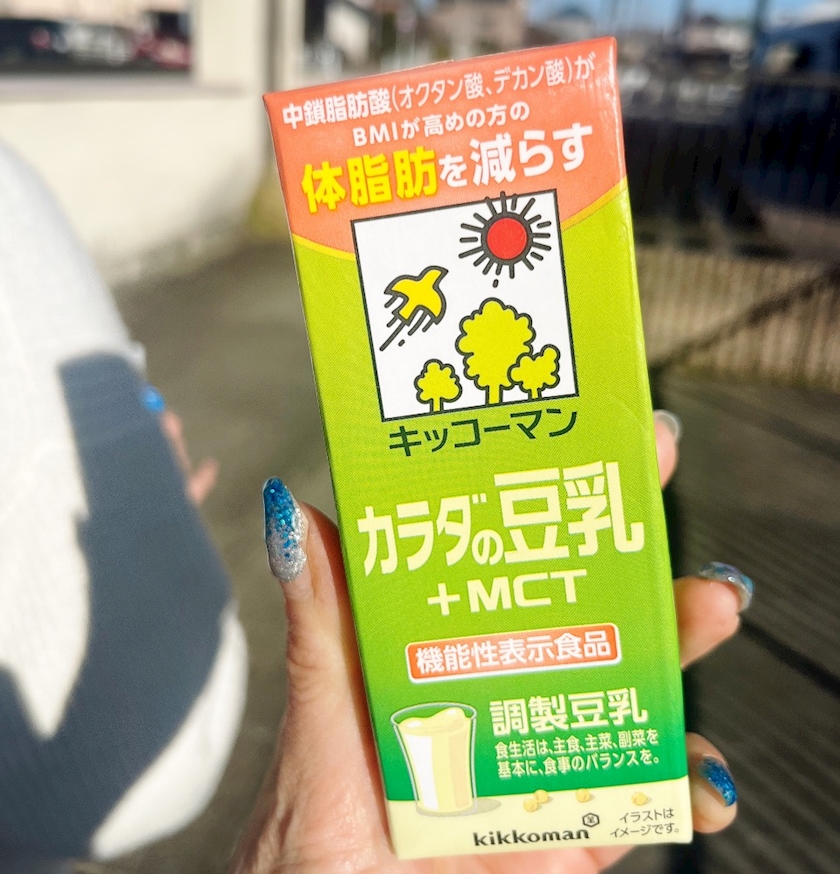 中鎖脂肪酸(オクタン酸、デカン酸)が
BMIが高めの方の
体脂肪を減らす
キッコーマン
カラダの豆乳
+MCT
機能性表示食品
調製豆乳
食生活は、主食、主菜、副菜を
基本に、食事のバランスを。
kikkoman
イラストは
イメージです。